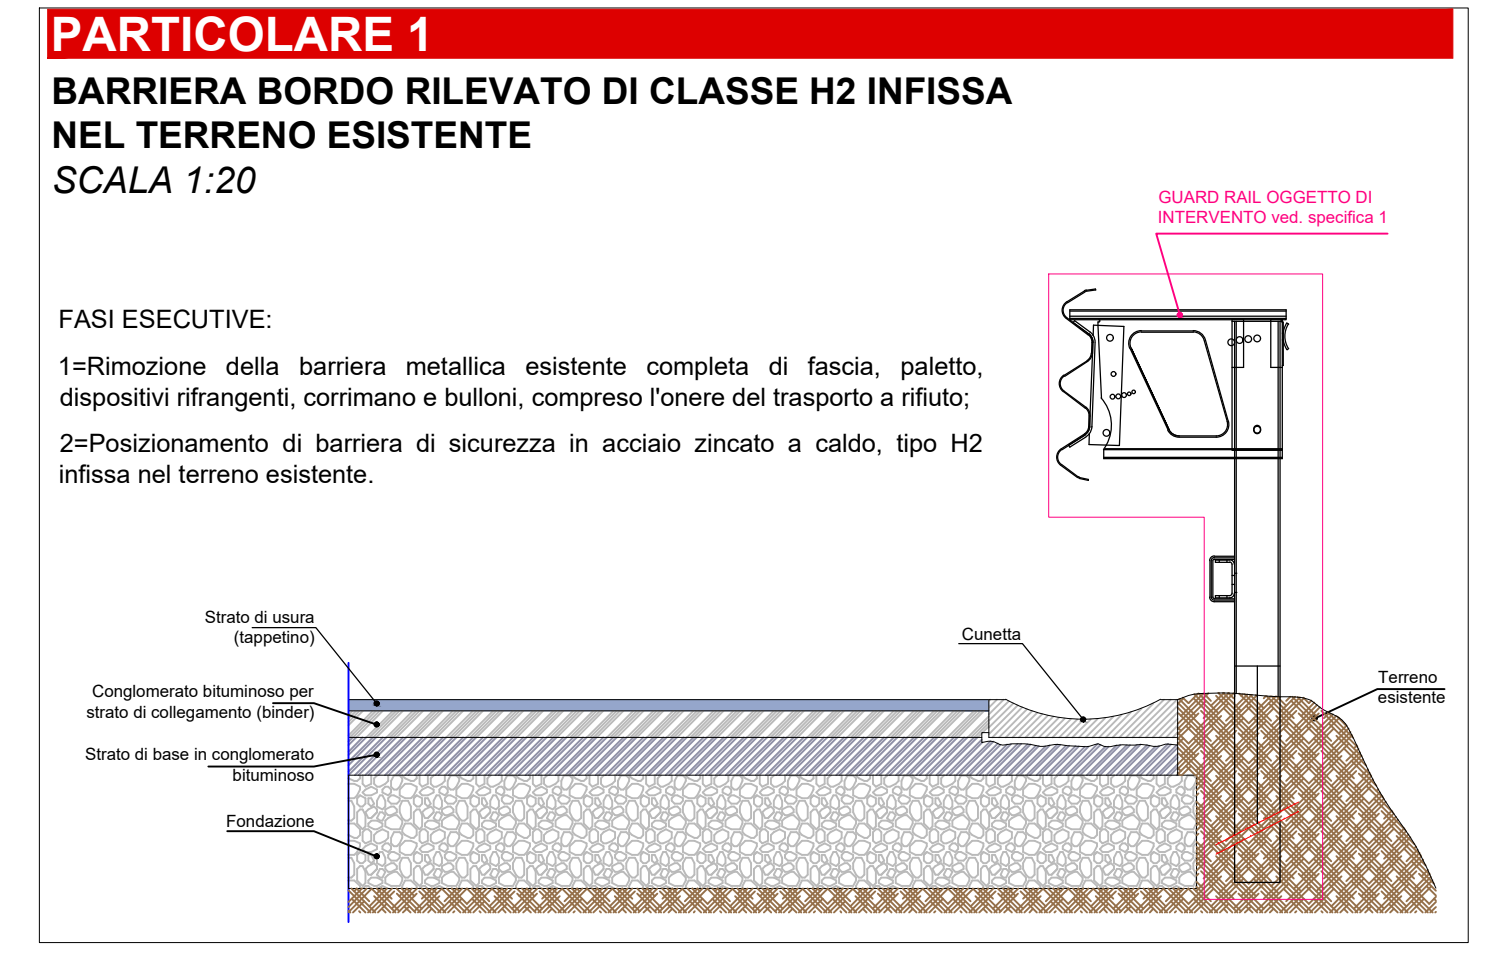 PARTICOLARE 1
BARRIERA BORDO RILEVATO DI CLASSE H2 INFISSA
NEL TERRENO ESISTENTE
SCALA 1:20
GUARD RAIL OGGETTO DI
INTERVENTO ved. specifica 1
FASI ESECUTIVE:
1=Rimozione della barriera metallica esistente completa di fascia, paletto,
dispositivi rifrangenti, corrimano e bulloni, compreso l'onere del trasporto a rifiuto;
2=Posizionamento di barriera di sicurezza in acciaio zincato a caldo, tipo H2
infissa nel terreno esistente.
Strato di usura
(tappetino)
Cunetta
Terreno
esistente
Conglomerato bituminoso per
strato di collegamento (binder)
Strato di base in conglomerato
bituminoso
Fondazione